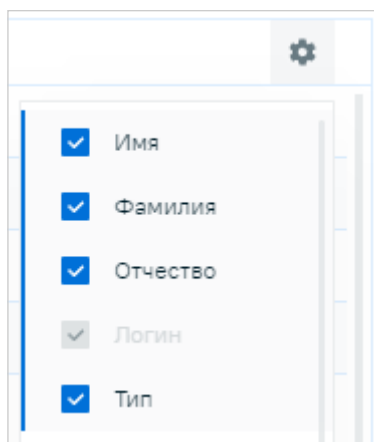 Имя
Фамилия
Отчество
Логин
Тип